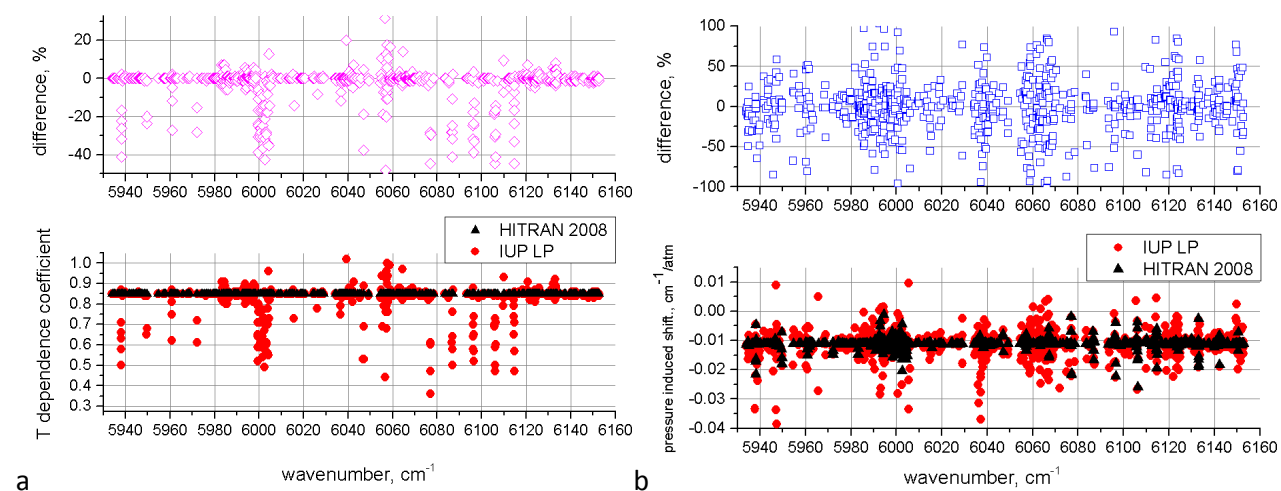 20
0
-20
-40
5940 5960 5980 6000 6020 6040 6060 6080 6100 6120 6140 6160
difference, %
HITRAN 2008
IUP LP
1.0
0.9
0.8
0.7
0.6
0.5
0.4
0.3
5940 5960 5980 6000 6020 6040 6060 6080 6100 6120 6140 6160
T dependence coefficient
wavenumber, cm-1
a
100
50
0
-50
-100
5940 5960 5980 6000 6020 6040 6060 6080 6100 6120 6140 6160
difference, %
IUP LP
HITRAN 2008
0.01
0.00
-0.01
-0.02
-0.03
-0.04
5940 5960 5980 6000 6020 6040 6060 6080 6100 6120 6140 6160
pressure induced shift., cm-1/atm
wavenumber, cm-1
b